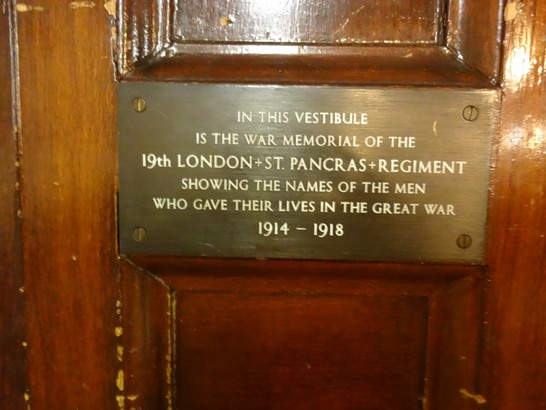 IN THIS VESTIBULE
IS THE WAR MEMORIAL OF THE
19th LONDON+ST. PANCRAS+REGIMENT
SHOWING THE NAMES OF THE MEN
WHO GAVE THEIR LIVES IN THE GREAT WAR
1914 – 1918